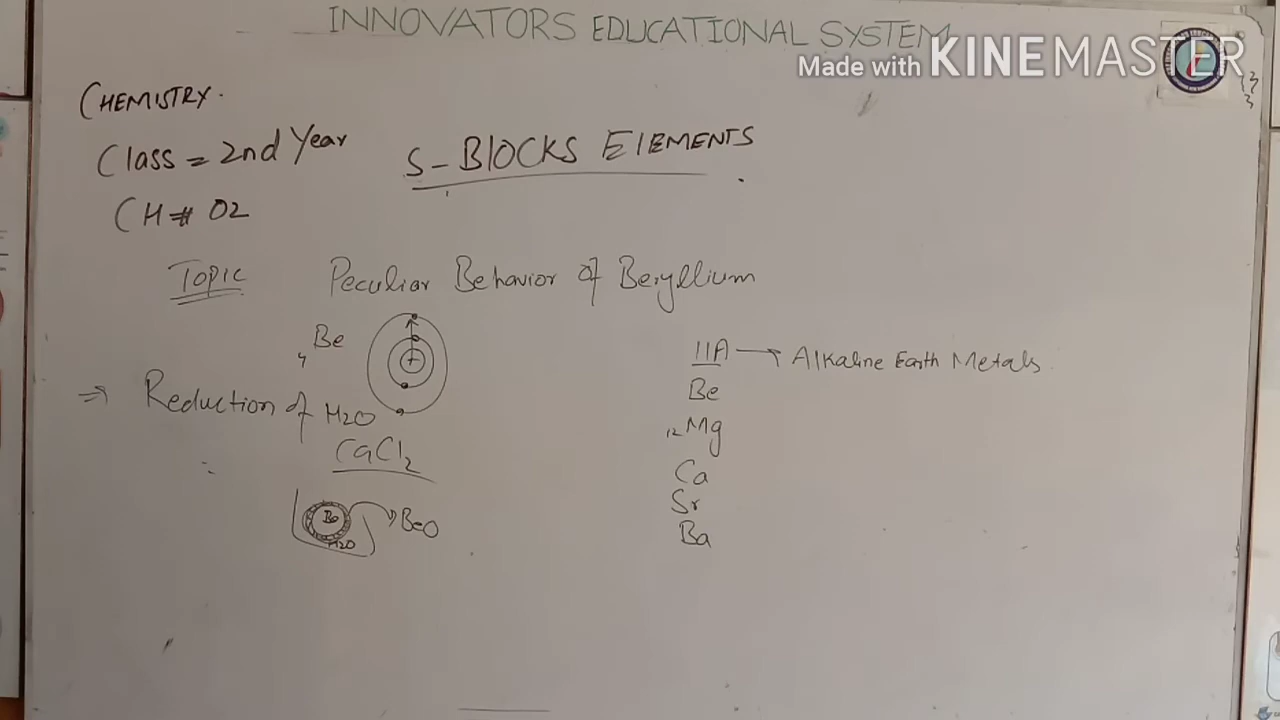 INNOVATORS EDUCATIONAL SYSTEM
Made with KINEMASTER
CHEMISTRY.
Class = 2nd Year
S-BLOCKS ELEMENTS
CH# 02
TOPIC Peculiar Behavior of Beryllium
4Be
+
⇒ Reduction of H2O
CaCl2
Be
BeO
H2O
IIA → Alkaline Earth Metals.
Be
12Mg
Ca
Sr
Ba